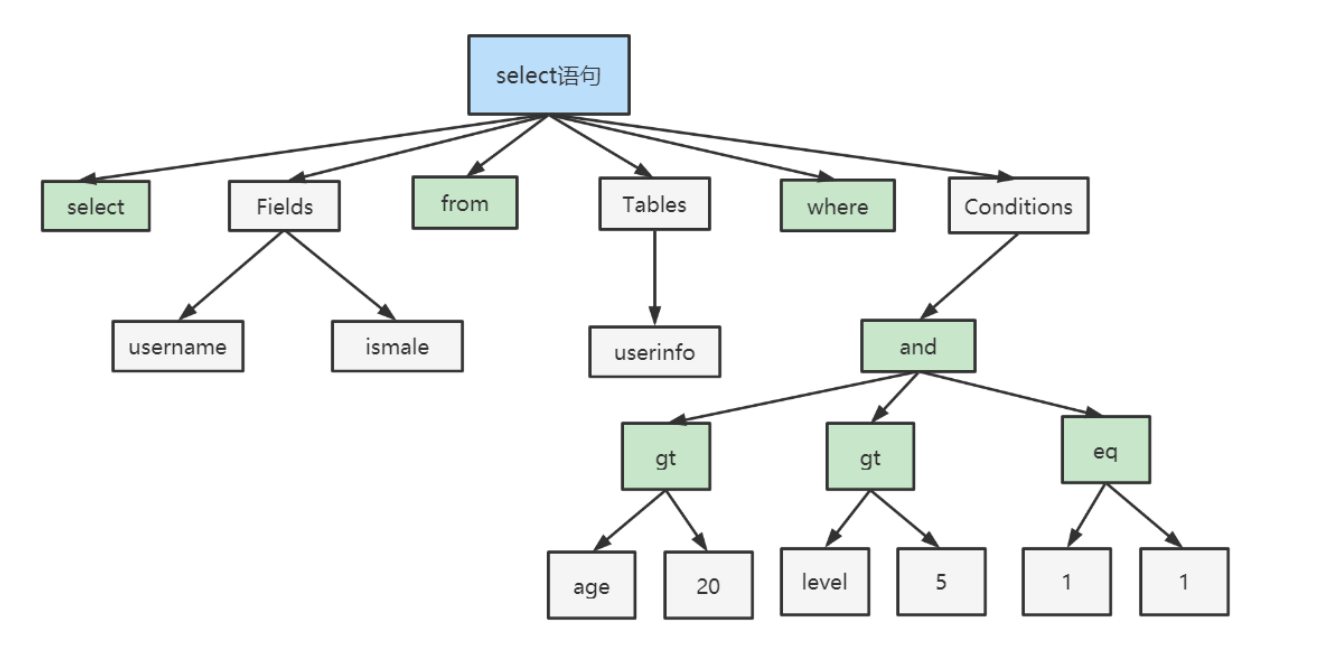 select语句
select
Fields
from
Tables
where
Conditions
username
ismale
userinfo
and
gt
gt
eq
age
20
level
5
1
1